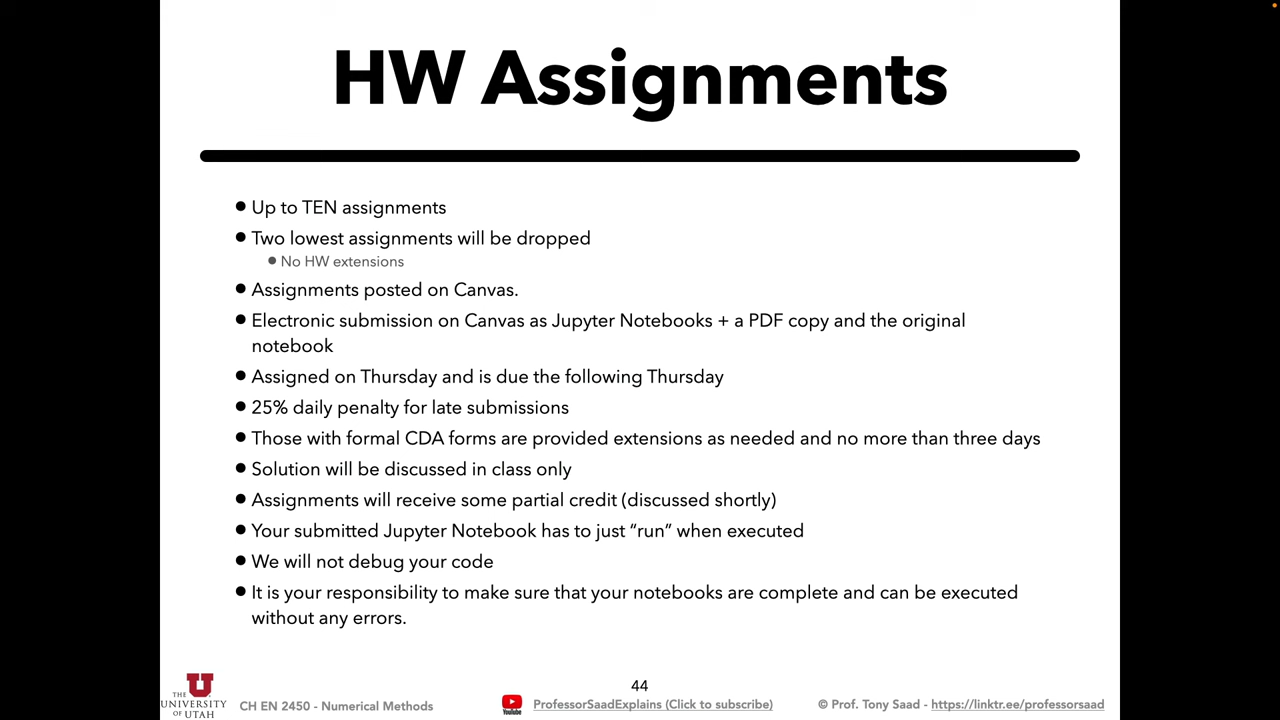 HW Assignments
Up to TEN assignments
Two lowest assignments will be dropped
No HW extensions
Assignments posted on Canvas.
Electronic submission on Canvas as Jupyter Notebooks + a PDF copy and the original
notebook
Assigned on Thursday and is due the following Thursday
25% daily penalty for late submissions
Those with formal CDA forms are provided extensions as needed and no more than three days
Solution will be discussed in class only
Assignments will receive some partial credit (discussed shortly)
Your submitted Jupyter Notebook has to just “run” when executed
We will not debug your code
It is your responsibility to make sure that your notebooks are complete and can be executed
without any errors.
44
THE
UNIVERSITY
OF UTAH
CH EN 2450 - Numerical Methods
YouTube
ProfessorSaadExplains (Click to subscribe)
© Prof. Tony Saad - https://linktr.ee/professorsaad